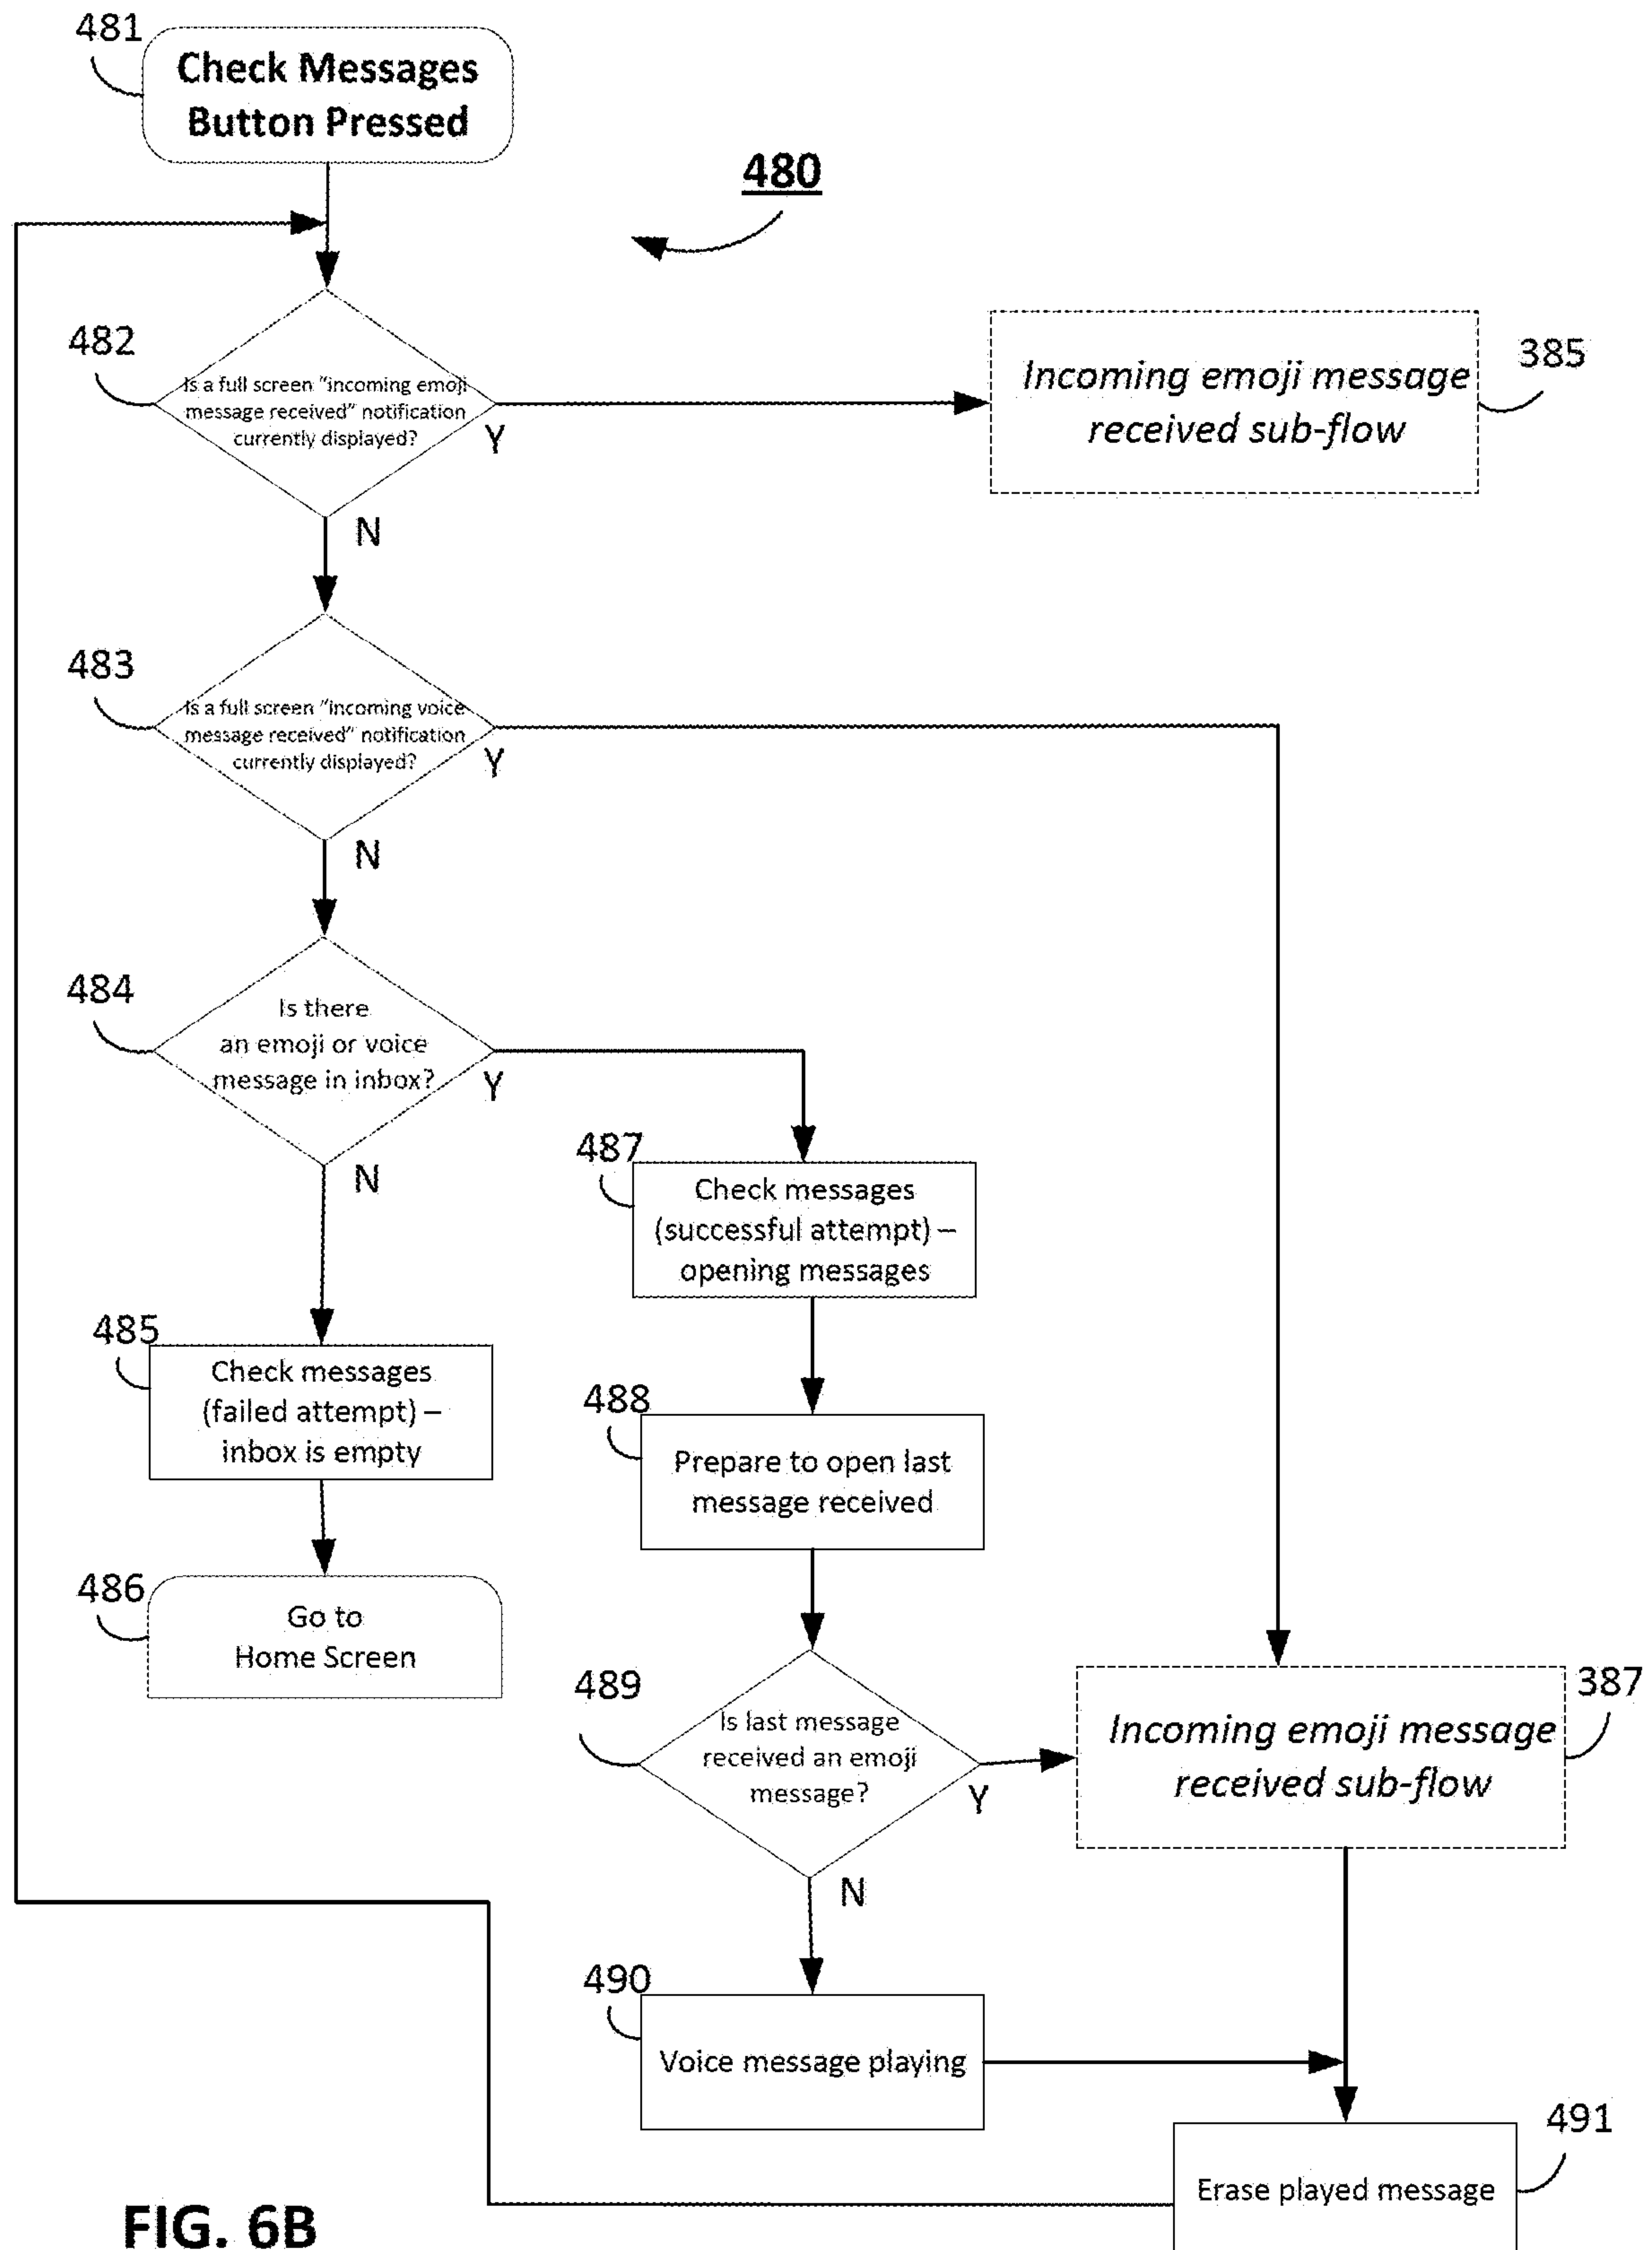 481
Check Messages
Button Pressed
480
482
Is a full screen "incoming emoji
message received" notification
currently displayed?
Y
N
Incoming emoji message
received sub-flow
385
483
Is a full screen "incoming voice
message received" notification
currently displayed?
Y
N
484
Is there
an emoji or voice
message in inbox?
Y
N
487
Check messages
(successful attempt) –
opening messages
485
Check messages
(failed attempt) –
inbox is empty
488
Prepare to open last
message received
486
Go to
Home Screen
489
Is last message
received an emoji
message?
Y
N
387
Incoming emoji message
received sub-flow
490
Voice message playing
491
Erase played message
FIG. 6B